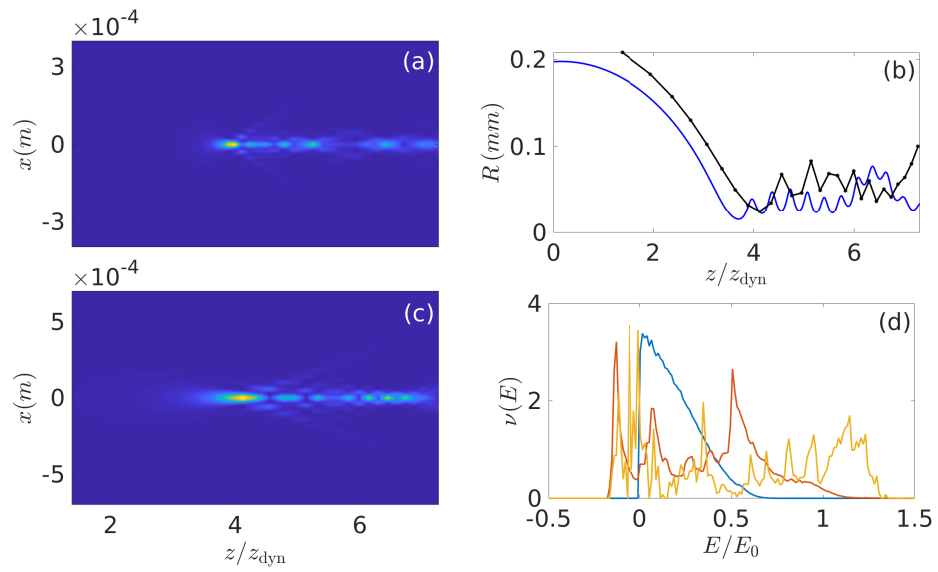 ×10⁻⁴
(a)
3
0
-3
x(m)
×10⁻⁴
(c)
5
0
-5
x(m)
2 4 6
z/z_dyn
(b)
0.2
0.1
0
R(mm)
0 2 4 6
z/z_dyn
(d)
4
2
0
ν(E)
-0.5 0 0.5 1 1.5
E/E₀